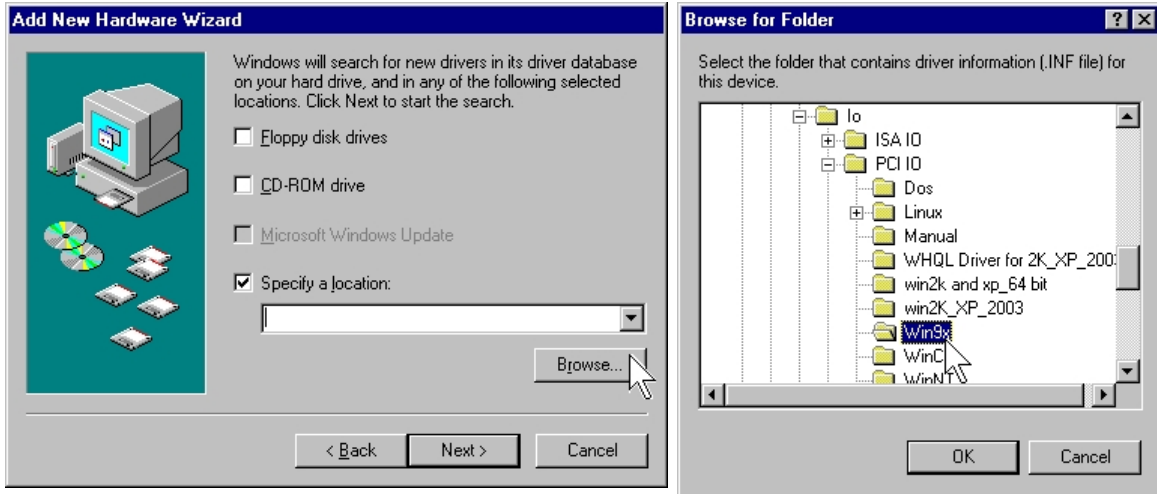 Add New Hardware Wizard
Windows will search for new drivers in its driver database
on your hard drive, and in any of the following selected
locations. Click Next to start the search.
Floppy disk drives
CD-ROM drive
Microsoft Windows Update
Specify a location:
Browse...
< Back
Next >
Cancel
Browse for Folder
Select the folder that contains driver information (.INF file) for
this device.
Io
ISA IO
PCI IO
Dos
Linux
Manual
WHQL Driver for 2K_XP_200
win2k and xp_64 bit
win2K_XP_2003
Win9x
WinC
WinNT
OK
Cancel